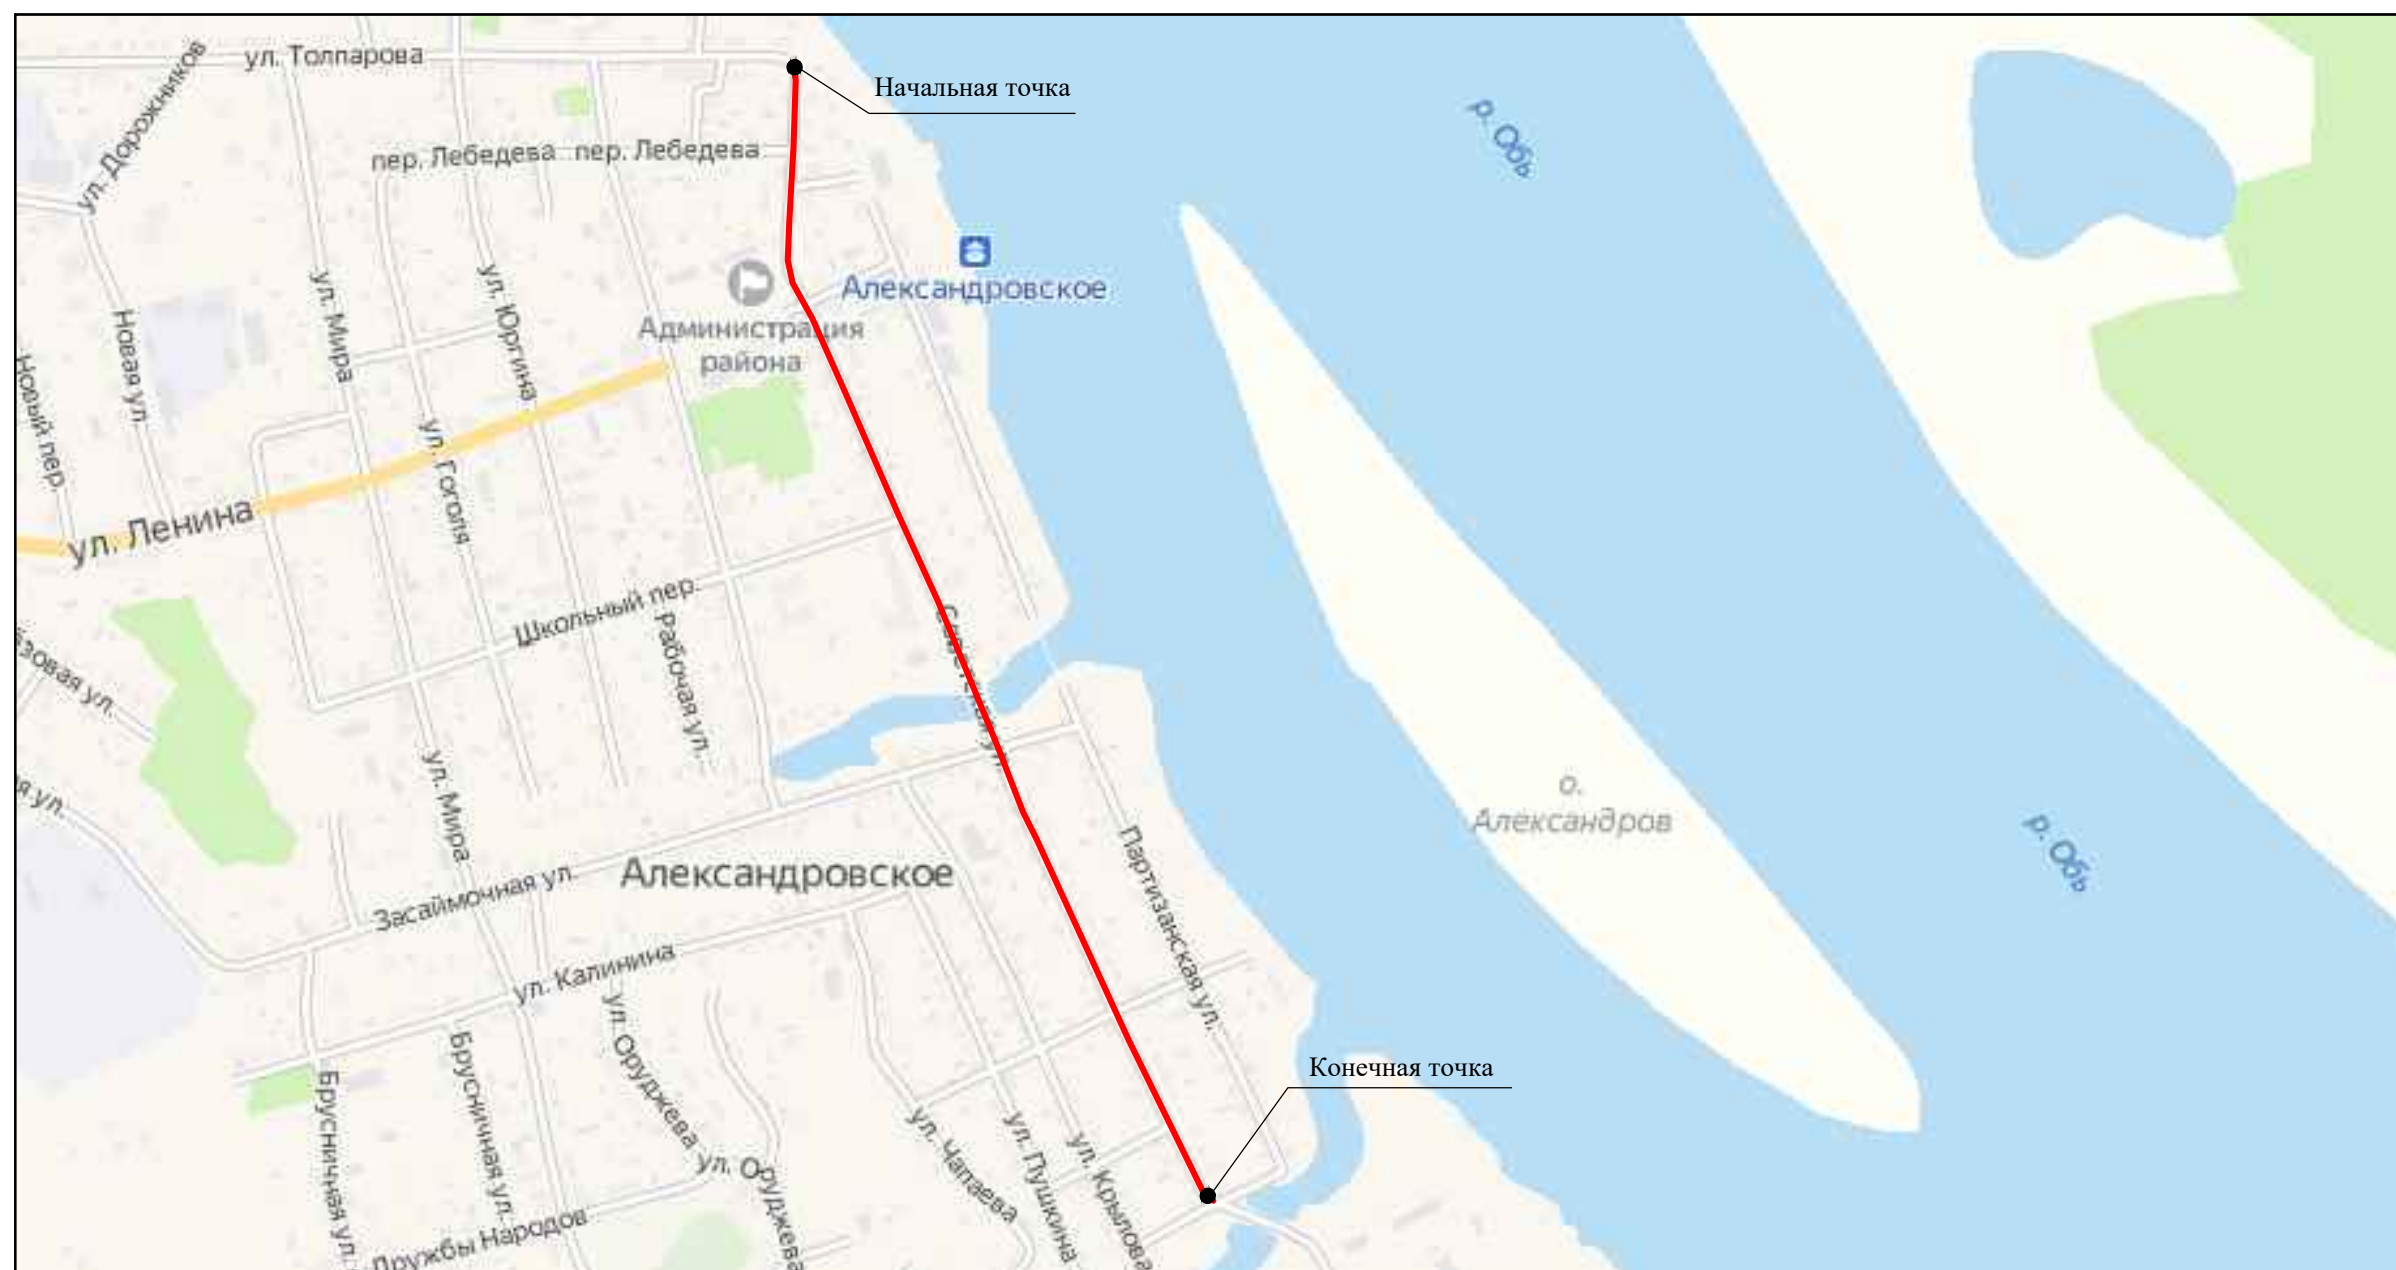 ул. Толпарова
ул. Дорожников
Начальная точка
р. Обь
пер. Лебедева
пер. Лебедева
Александровское
Администрация
района
ул. Мира
ул. Юргина
Новая ул.
Новый пер.
ул. Гоголя
ул. Ленина
Школьный пер.
Рабочая ул.
Советская ул.
ул. Мира
о.
Александров
р. Обь
Партизанская ул.
Александровское
Засаймочная ул.
ул. Калинина
ул. Оруджева
Брусничная ул.
Брусничная ул.
Конечная точка
ул. Чапаева
ул. Пушкина
ул. Крылова
ул. Оруджева
Дружбы Народов